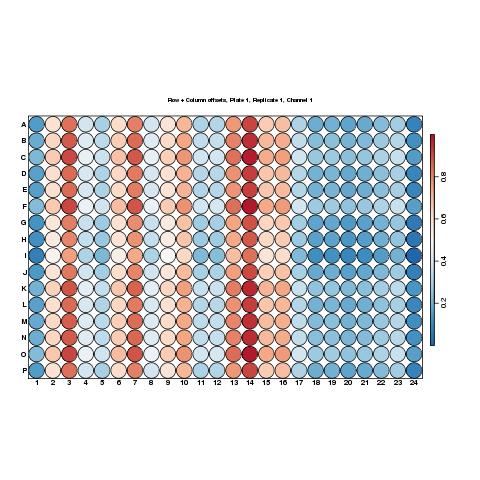 Row + Column offsets, Plate 1, Replicate 1, Channel 1
A
B
C
D
E
F
G
H
I
J
K
L
M
N
O
P
1 2 3 4 5 6 7 8 9 10 11 12 13 14 15 16 17 18 19 20 21 22 23 24
0.8
0.6
0.4
0.2